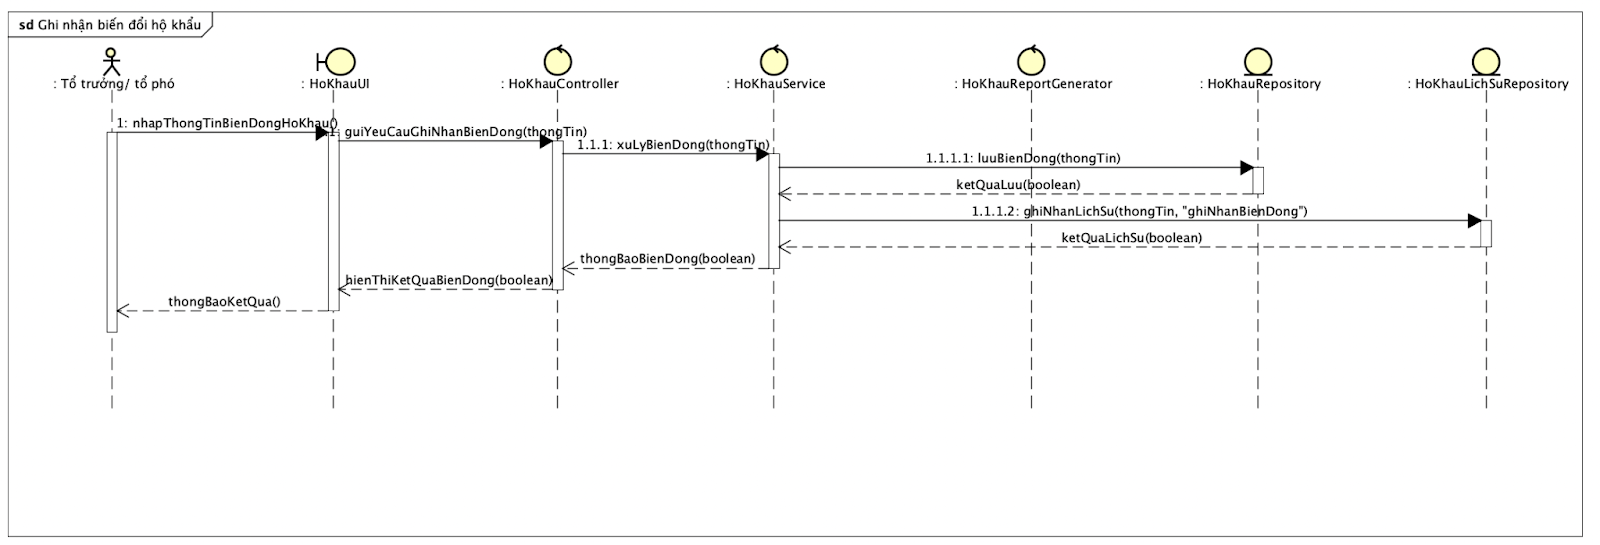 sd Ghi nhận biến đổi hộ khẩu
: Tổ trưởng/ tổ phó
: HoKhauUI
: HoKhauController
: HoKhauService
: HoKhauReportGenerator
: HoKhauRepository
: HoKhauLichSuRepository
1: nhapThongTinBienDongHoKhau()
guiYeuCauGhiNhanBienDong(thongTin)
1.1.1: xuLyBienDong(thongTin)
1.1.1.1: luuBienDong(thongTin)
ketQuaLuu(boolean)
1.1.1.2: ghiNhanLichSu(thongTin, "ghiNhanBienDong")
ketQuaLichSu(boolean)
thongBaoBienDong(boolean)
hienThiKetQuaBienDong(boolean)
thongBaoKetQua()